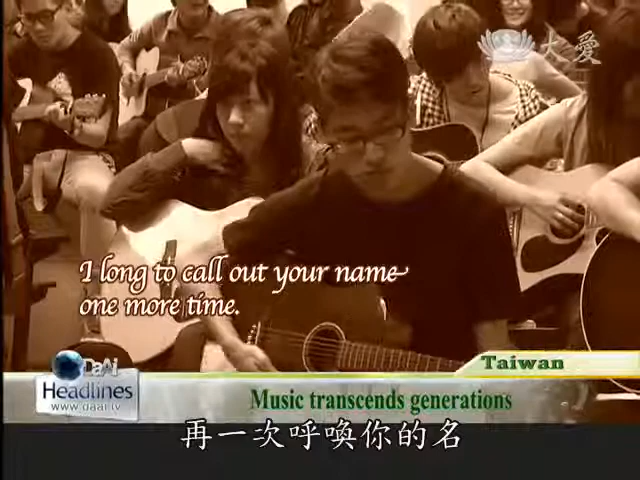 大愛
I long to call out your name
one more time.
Taiwan
DaAi
Headlines
www.daai.tv
Music transcends generations
再一次呼喚你的名